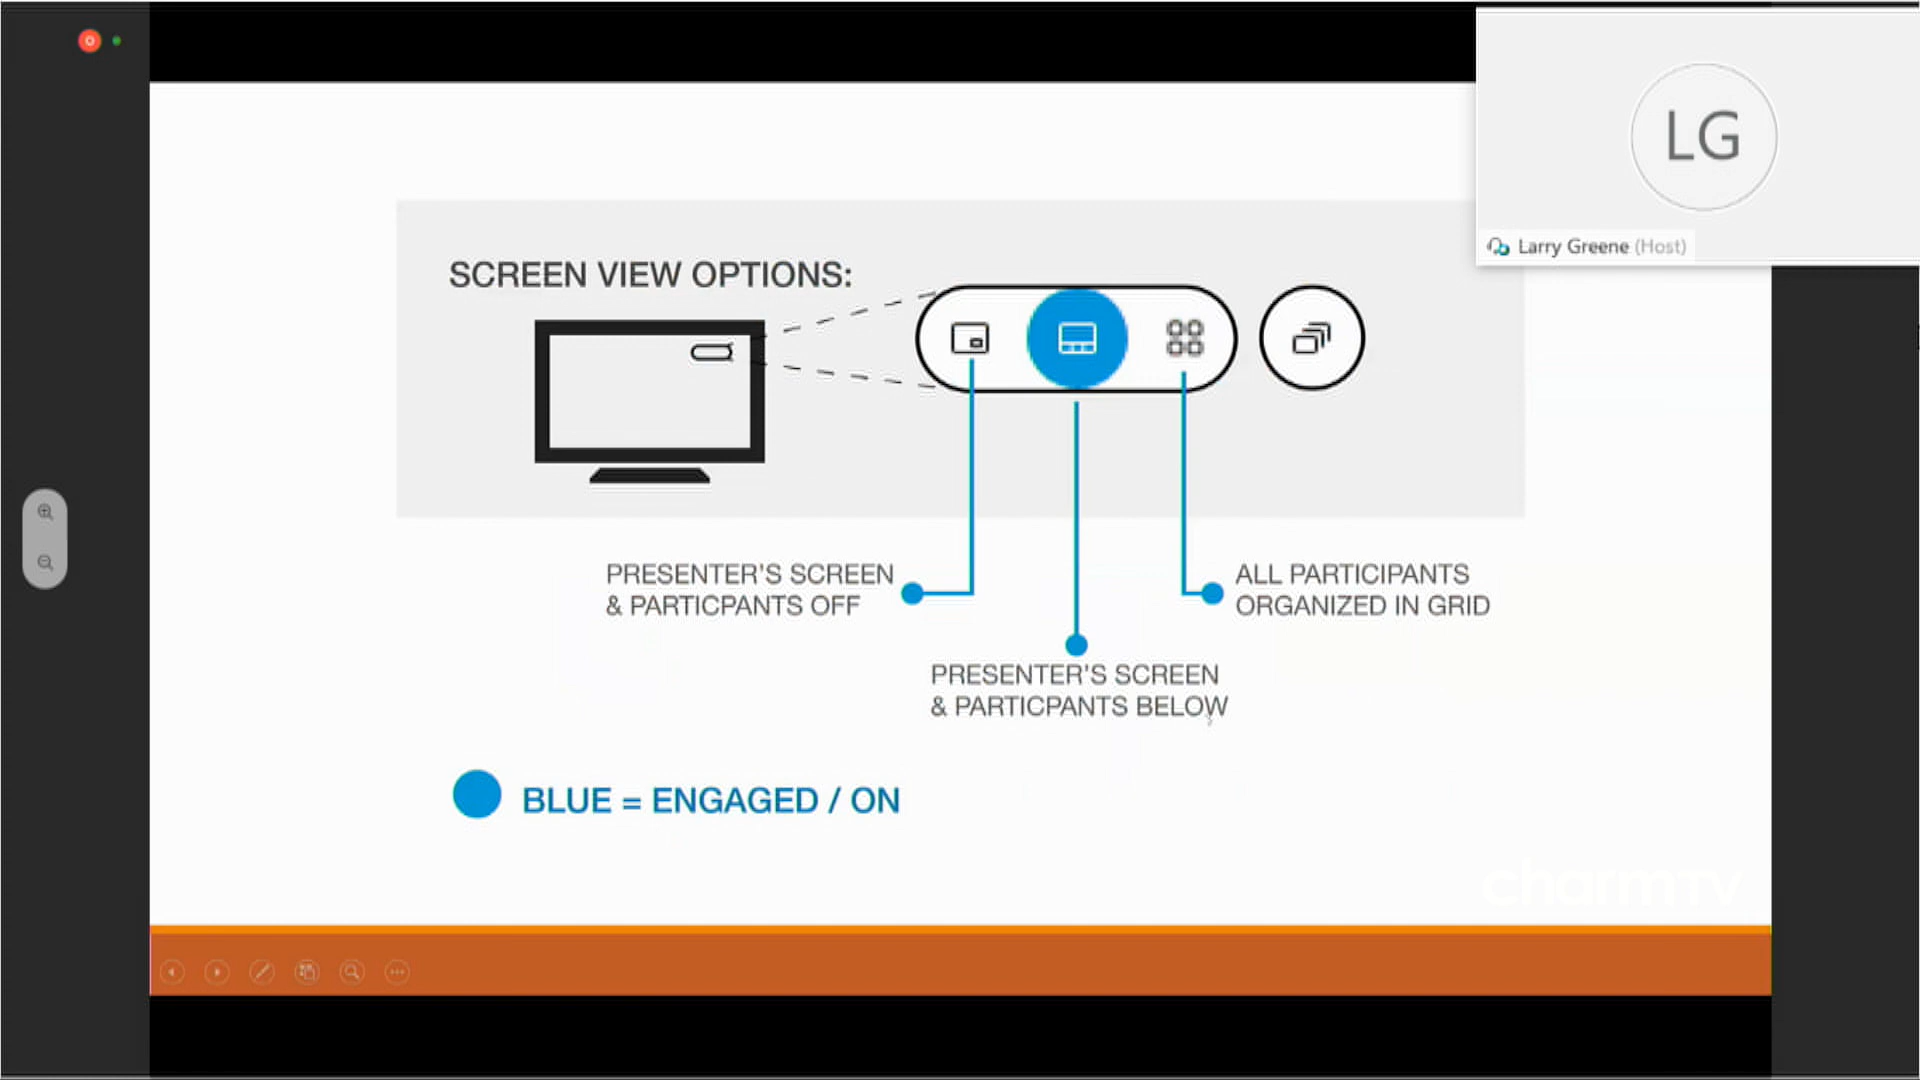 LG
Larry Greene (Host)
SCREEN VIEW OPTIONS:
PRESENTER'S SCREEN
& PARTICPANTS OFF
ALL PARTICIPANTS
ORGANIZED IN GRID
PRESENTER'S SCREEN
& PARTICPANTS BELOW
BLUE = ENGAGED / ON
charmTV